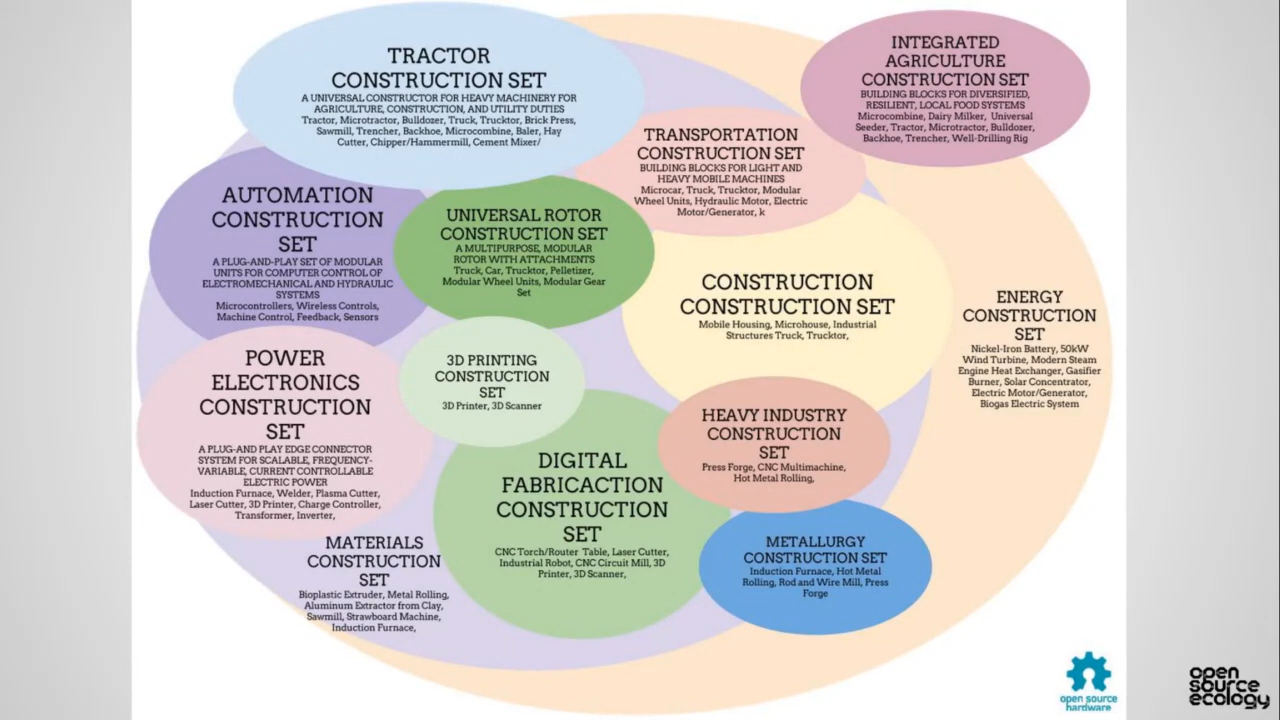 TRACTOR
CONSTRUCTION SET
A UNIVERSAL CONSTRUCTOR FOR HEAVY MACHINERY FOR
AGRICULTURE, CONSTRUCTION, AND UTILITY DUTIES
Tractor, Microtractor, Bulldozer, Truck, Trucktor, Brick Press,
Sawmill, Trencher, Backhoe, Microcombine, Baler, Hay
Cutter, Chipper/Hammermill, Cement Mixer/
INTEGRATED
AGRICULTURE
CONSTRUCTION SET
BUILDING BLOCKS FOR DIVERSIFIED,
RESILIENT, LOCAL FOOD SYSTEMS
Microcombine, Dairy Milker, Universal
Seeder, Tractor, Microtractor, Bulldozer,
Backhoe, Trencher, Well-Drilling Rig
TRANSPORTATION
CONSTRUCTION SET
BUILDING BLOCKS FOR LIGHT AND
HEAVY MOBILE MACHINES
Microcar, Truck, Trucktor, Modular
Wheel Units, Hydraulic Motor, Electric
Motor/Generator, k
AUTOMATION
CONSTRUCTION
SET
A PLUG-AND-PLAY SET OF MODULAR
UNITS FOR COMPUTER CONTROL OF
ELECTROMECHANICAL AND HYDRAULIC
SYSTEMS
Microcontrollers, Wireless Controls,
Machine Control, Feedback, Sensors
UNIVERSAL ROTOR
CONSTRUCTION SET
A MULTIPURPOSE, MODULAR
ROTOR WITH ATTACHMENTS
Truck, Car, Trucktor, Pelletizer,
Modular Wheel Units, Modular Gear
Set
CONSTRUCTION
CONSTRUCTION SET
Mobile Housing, Microhouse, Industrial
Structures Truck, Trucktor,
ENERGY
CONSTRUCTION
SET
Nickel-Iron Battery, 50kW
Wind Turbine, Modern Steam
Engine Heat Exchanger, Gasifier
Burner, Solar Concentrator,
Electric Motor/Generator,
Biogas Electric System
POWER
ELECTRONICS
CONSTRUCTION
SET
A PLUG-AND PLAY EDGE CONNECTOR
SYSTEM FOR SCALABLE, FREQUENCY-
VARIABLE, CURRENT CONTROLLABLE
ELECTRIC POWER
Induction Furnace, Welder, Plasma Cutter,
Laser Cutter, 3D Printer, Charge Controller,
Transformer, Inverter,
3D PRINTING
CONSTRUCTION
SET
3D Printer, 3D Scanner
HEAVY INDUSTRY
CONSTRUCTION
SET
Press Forge, CNC Multimachine,
Hot Metal Rolling,
DIGITAL
FABRICACTION
CONSTRUCTION
SET
CNC Torch/Router Table, Laser Cutter,
Industrial Robot, CNC Circuit Mill, 3D
Printer, 3D Scanner,
MATERIALS
CONSTRUCTION
SET
Bioplastic Extruder, Metal Rolling,
Aluminum Extractor from Clay,
Sawmill, Strawboard Machine,
Induction Furnace,
METALLURGY
CONSTRUCTION SET
Induction Furnace, Hot Metal
Rolling, Rod and Wire Mill, Press
Forge
open source
hardware
open
source
ecology